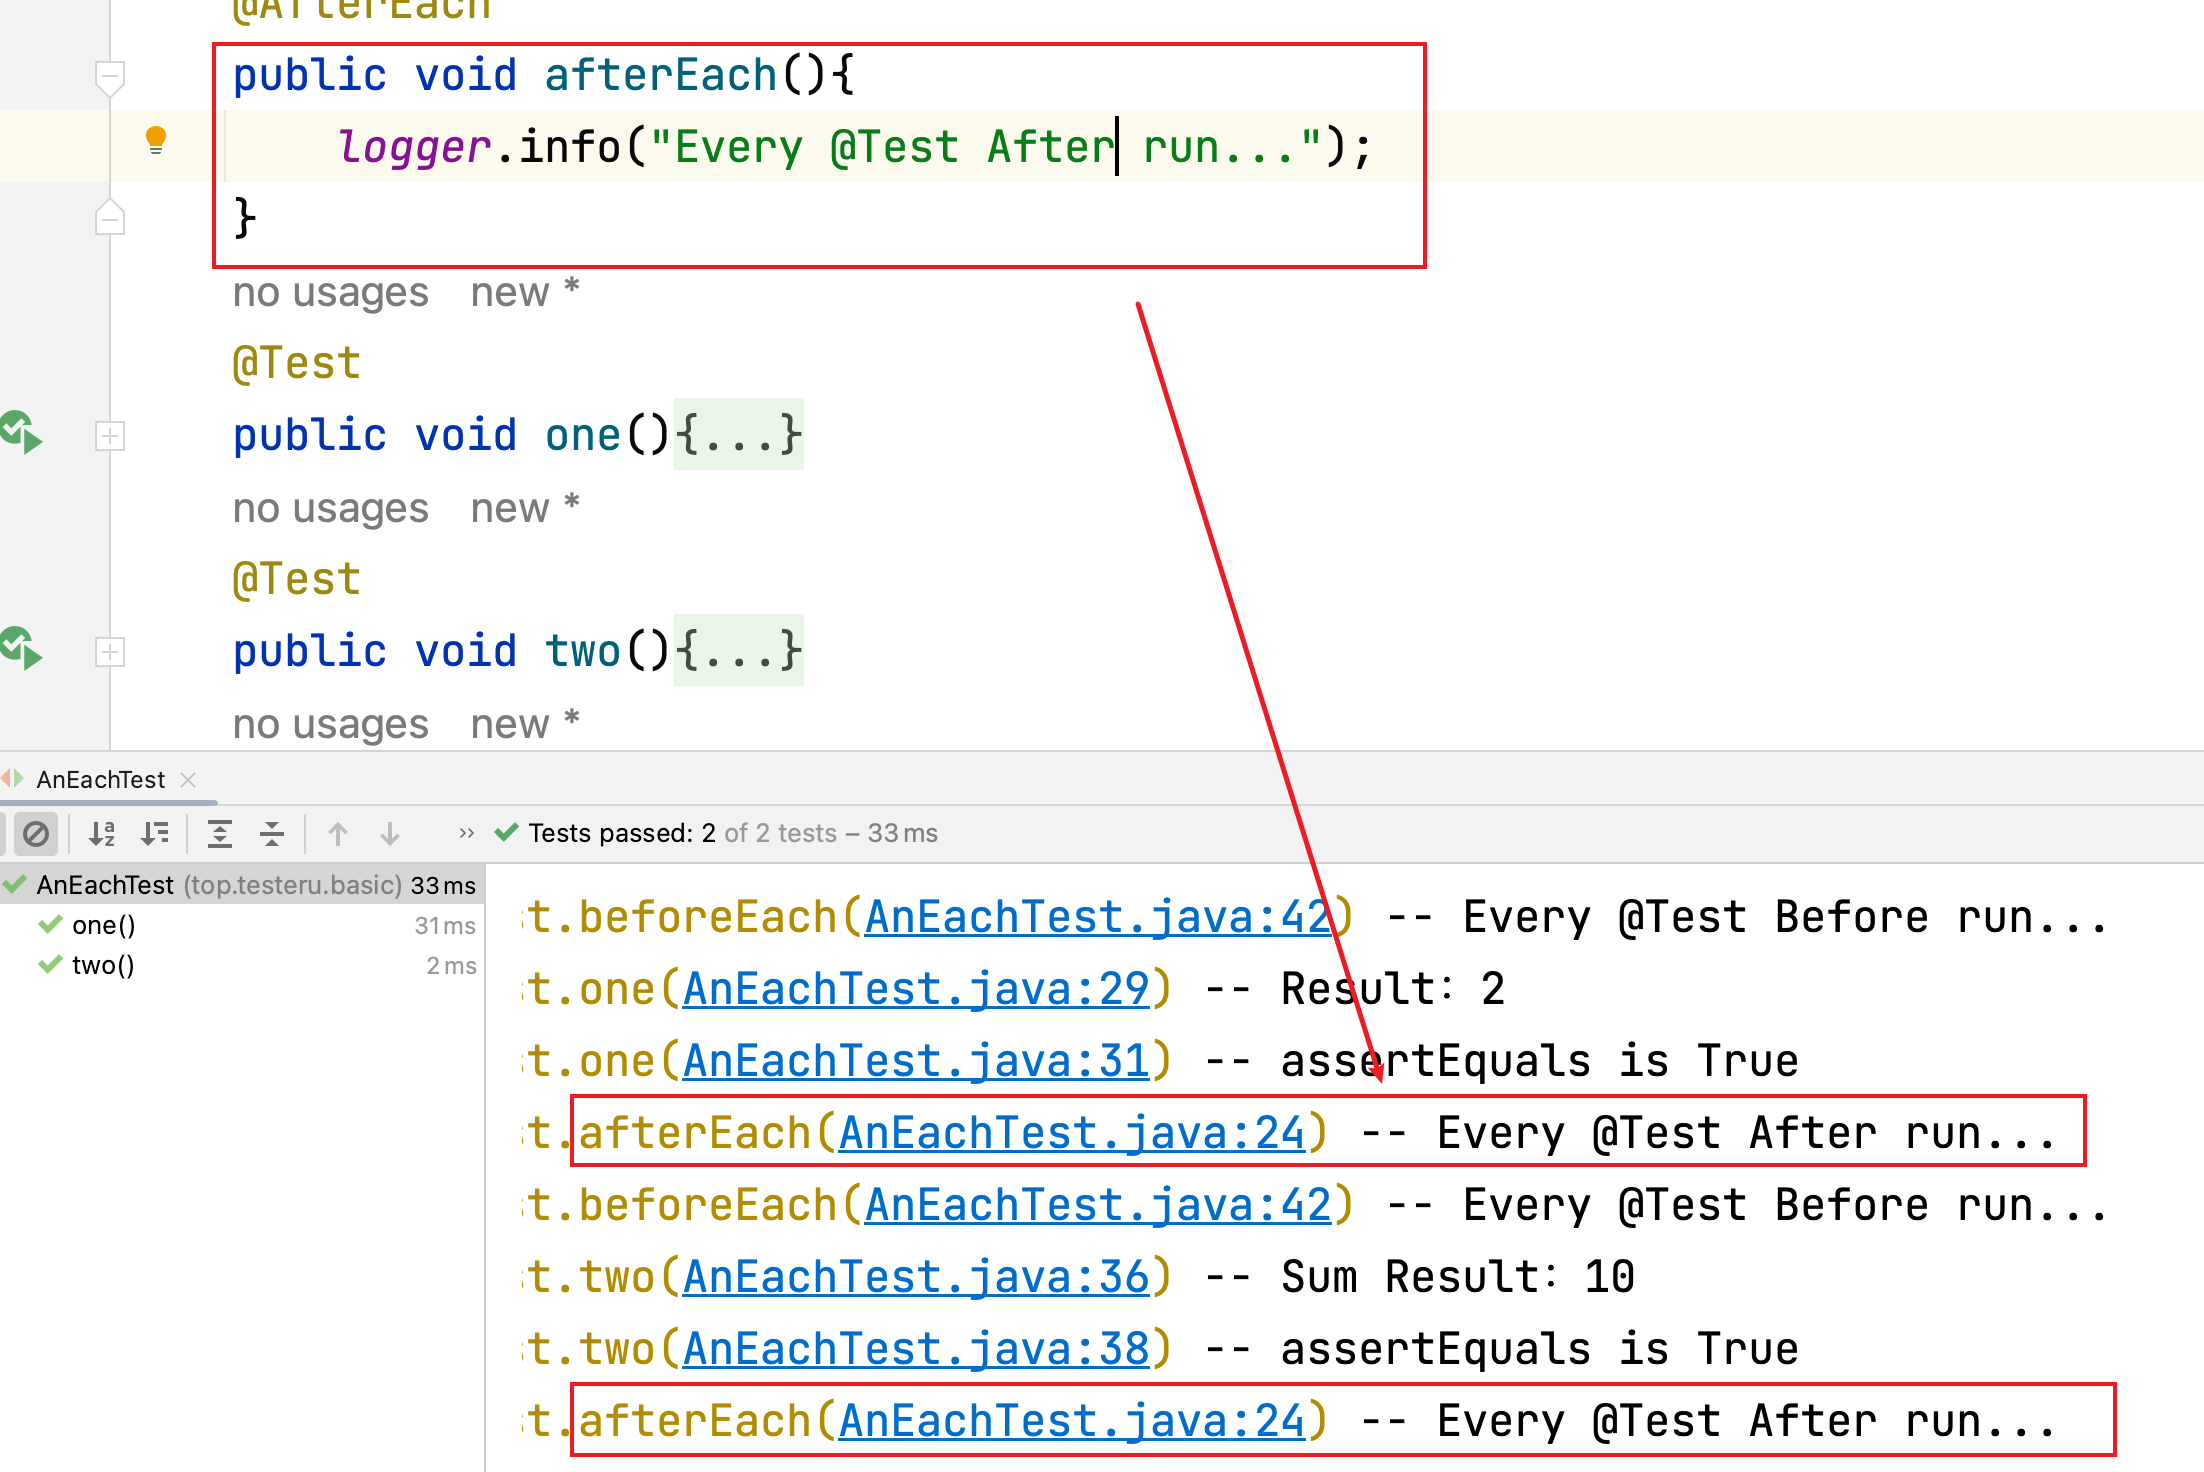 @AfterEach
public void afterEach(){
logger.info("Every @Test After run...");
}
no usages new *
@Test
public void one(){...}
no usages new *
@Test
public void two(){...}
no usages new *
AnEachTest
Tests passed: 2 of 2 tests – 33 ms
AnEachTest (top.testeru.basic) 33 ms
one() 31 ms
two() 2 ms
t.beforeEach(AnEachTest.java:42) -- Every @Test Before run...
t.one(AnEachTest.java:29) -- Result: 2
t.one(AnEachTest.java:31) -- assertEquals is True
t.afterEach(AnEachTest.java:24) -- Every @Test After run...
t.beforeEach(AnEachTest.java:42) -- Every @Test Before run...
t.two(AnEachTest.java:36) -- Sum Result: 10
t.two(AnEachTest.java:38) -- assertEquals is True
t.afterEach(AnEachTest.java:24) -- Every @Test After run...